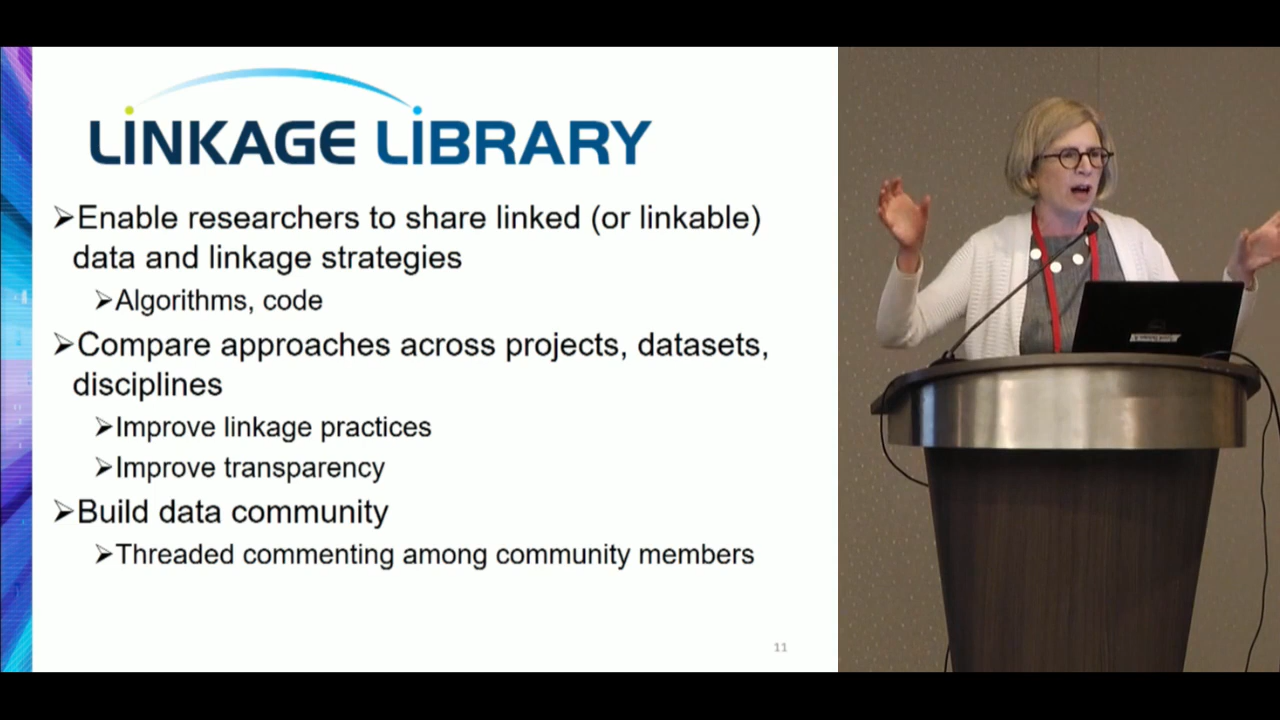 LINKAGE LIBRARY
➢Enable researchers to share linked (or linkable)
data and linkage strategies
➢Algorithms, code
➢Compare approaches across projects, datasets,
disciplines
➢Improve linkage practices
➢Improve transparency
➢Build data community
➢Threaded commenting among community members
11